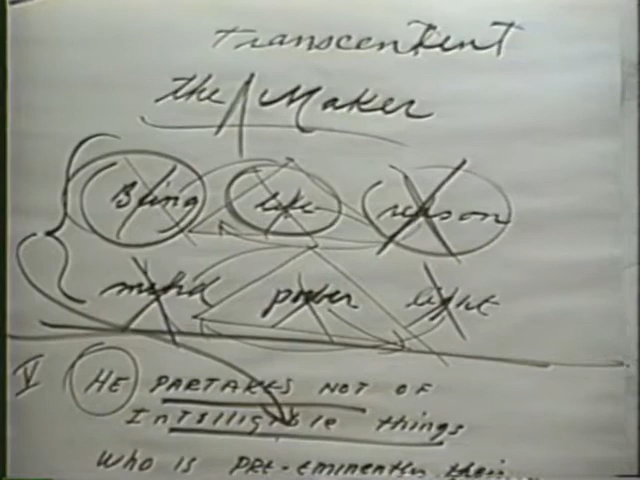 Transcendent
the Maker
Being life reason
mind power light
V HE PARTAKES NOT OF
Intelligible things
Who is pre-eminently their